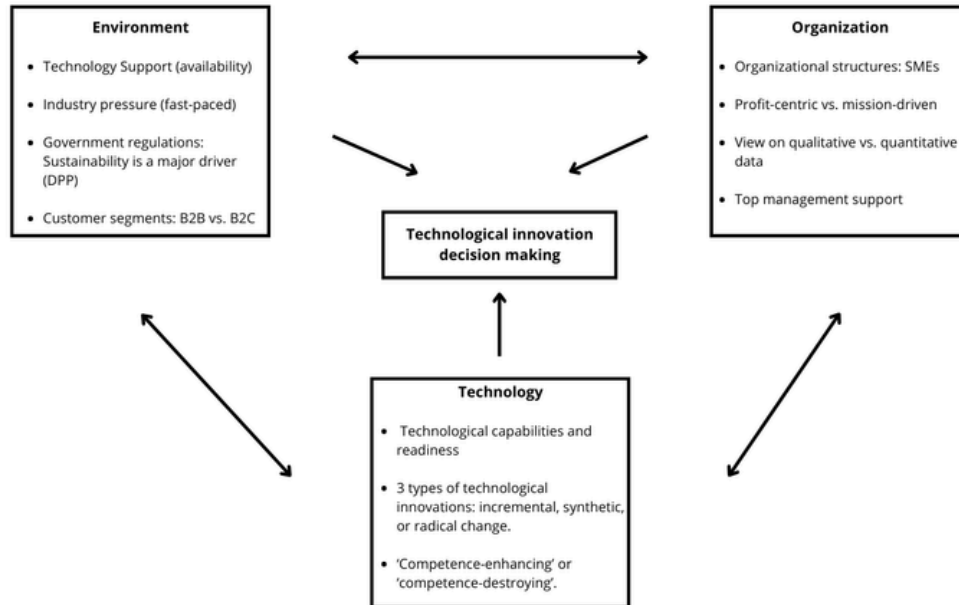 Environment
• Technology Support (availability)
• Industry pressure (fast-paced)
• Government regulations:
Sustainability is a major driver
(DPP)
• Customer segments: B2B vs. B2C
Organization
• Organizational structures: SMEs
• Profit-centric vs. mission-driven
• View on qualitative vs. quantitative
data
• Top management support
Technological innovation
decision making
Technology
• Technological capabilities and
readiness
• 3 types of technological
innovations: incremental, synthetic,
or radical change.
• ‘Competence-enhancing’ or
‘competence-destroying’.